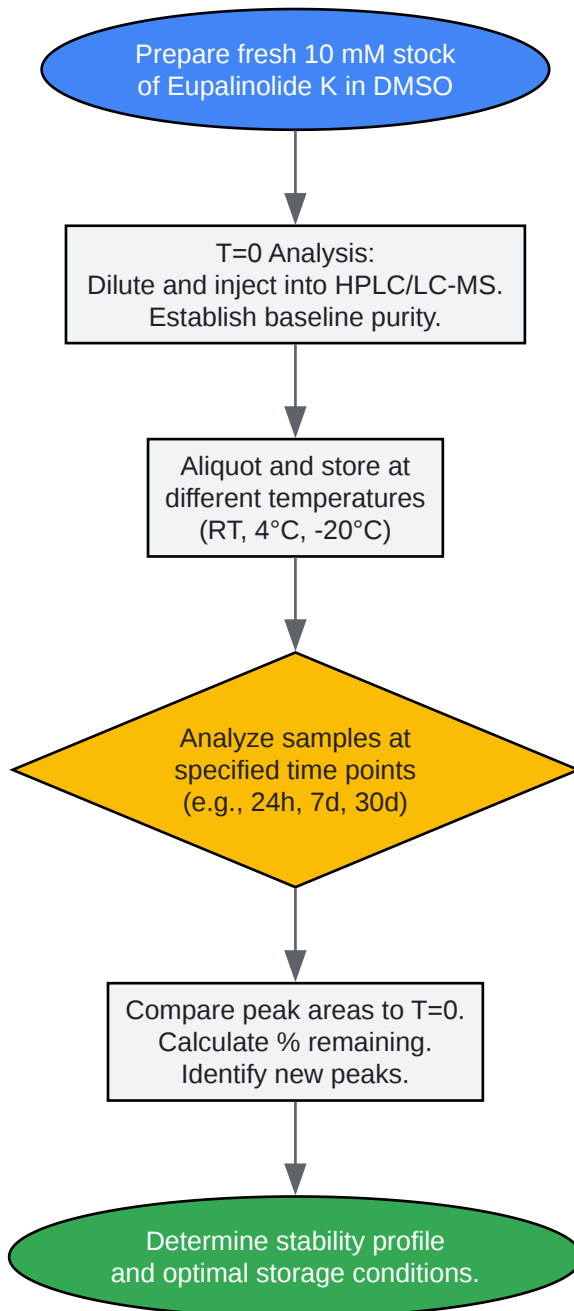 Prepare fresh 10 mM stock
of Eupalinolide K in DMSO
T=0 Analysis:
Dilute and inject into HPLC/LC-MS.
Establish baseline purity.
Aliquot and store at
different temperatures
(RT, 4°C, -20°C)
Analyze samples at
specified time points
(e.g., 24h, 7d, 30d)
Compare peak areas to T=0.
Calculate % remaining.
Identify new peaks.
Determine stability profile
and optimal storage conditions.